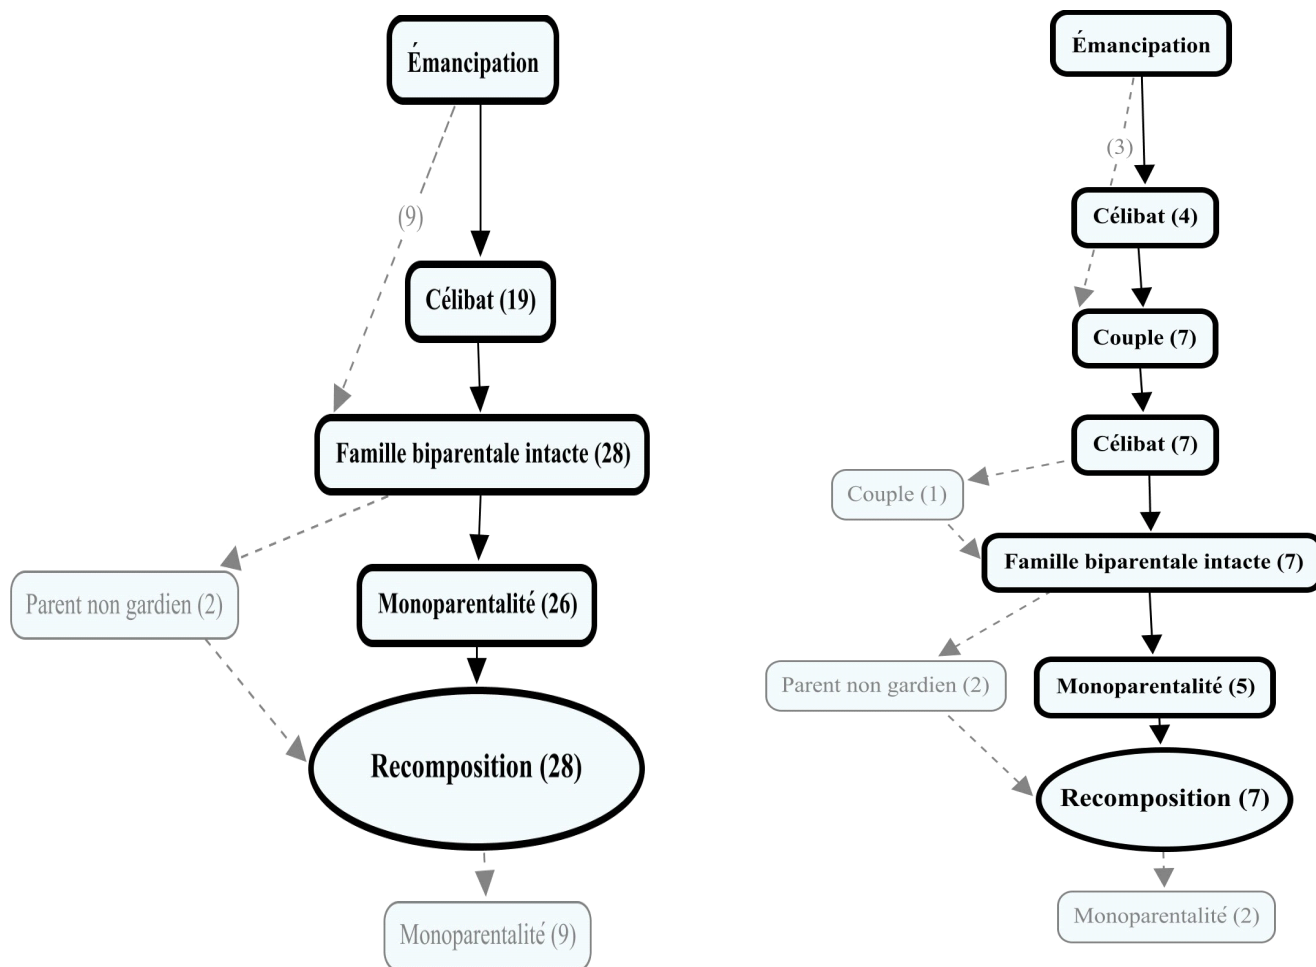 Émancipation
(9)
Célibat (19)
Famille biparentale intacte (28)
Parent non gardien (2)
Monoparentalité (26)
Recomposition (28)
Monoparentalité (9)
Émancipation
(3)
Célibat (4)
Couple (7)
Célibat (7)
Couple (1)
Famille biparentale intacte (7)
Parent non gardien (2)
Monoparentalité (5)
Recomposition (7)
Monoparentalité (2)